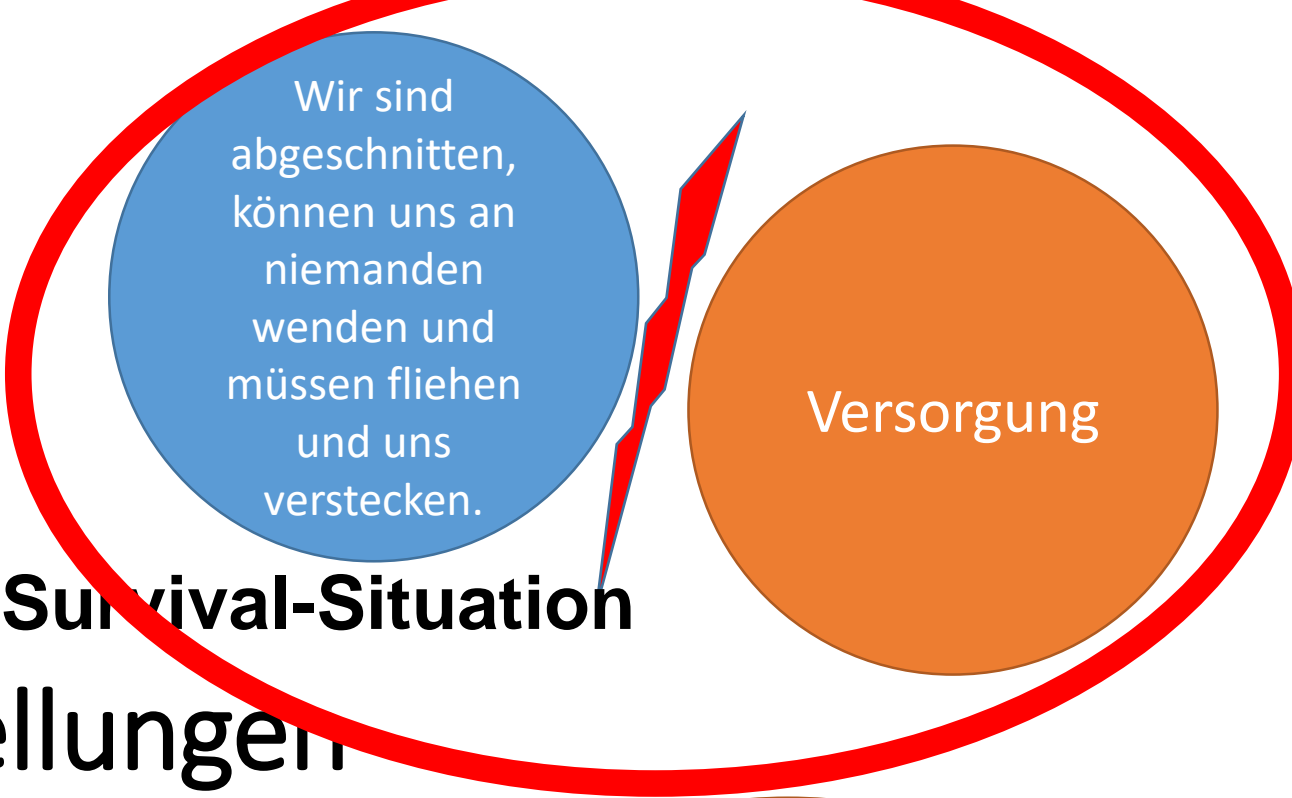 Wir sind
abgeschnitten,
können uns an
niemanden
wenden und
müssen fliehen
und uns
verstecken.
Versorgung
Survival-Situation
ellungen